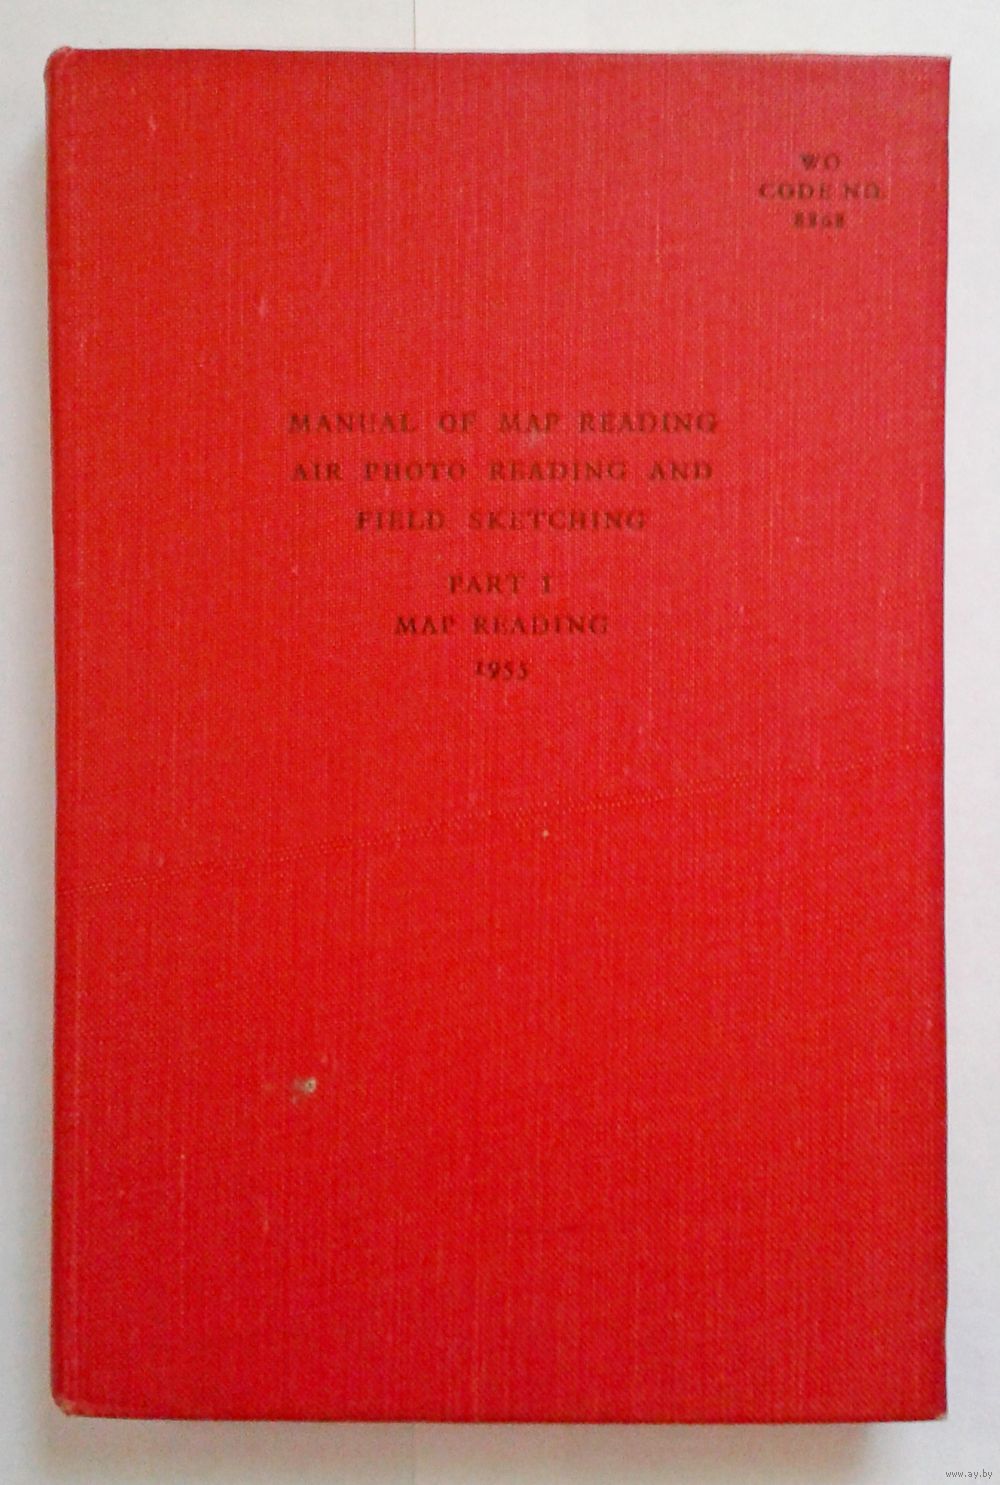 WO
CODE NO.
8868
MANUAL OF MAP READING
AIR PHOTO READING AND
FIELD SKETCHING
PART I
MAP READING
1955
www.ay.by